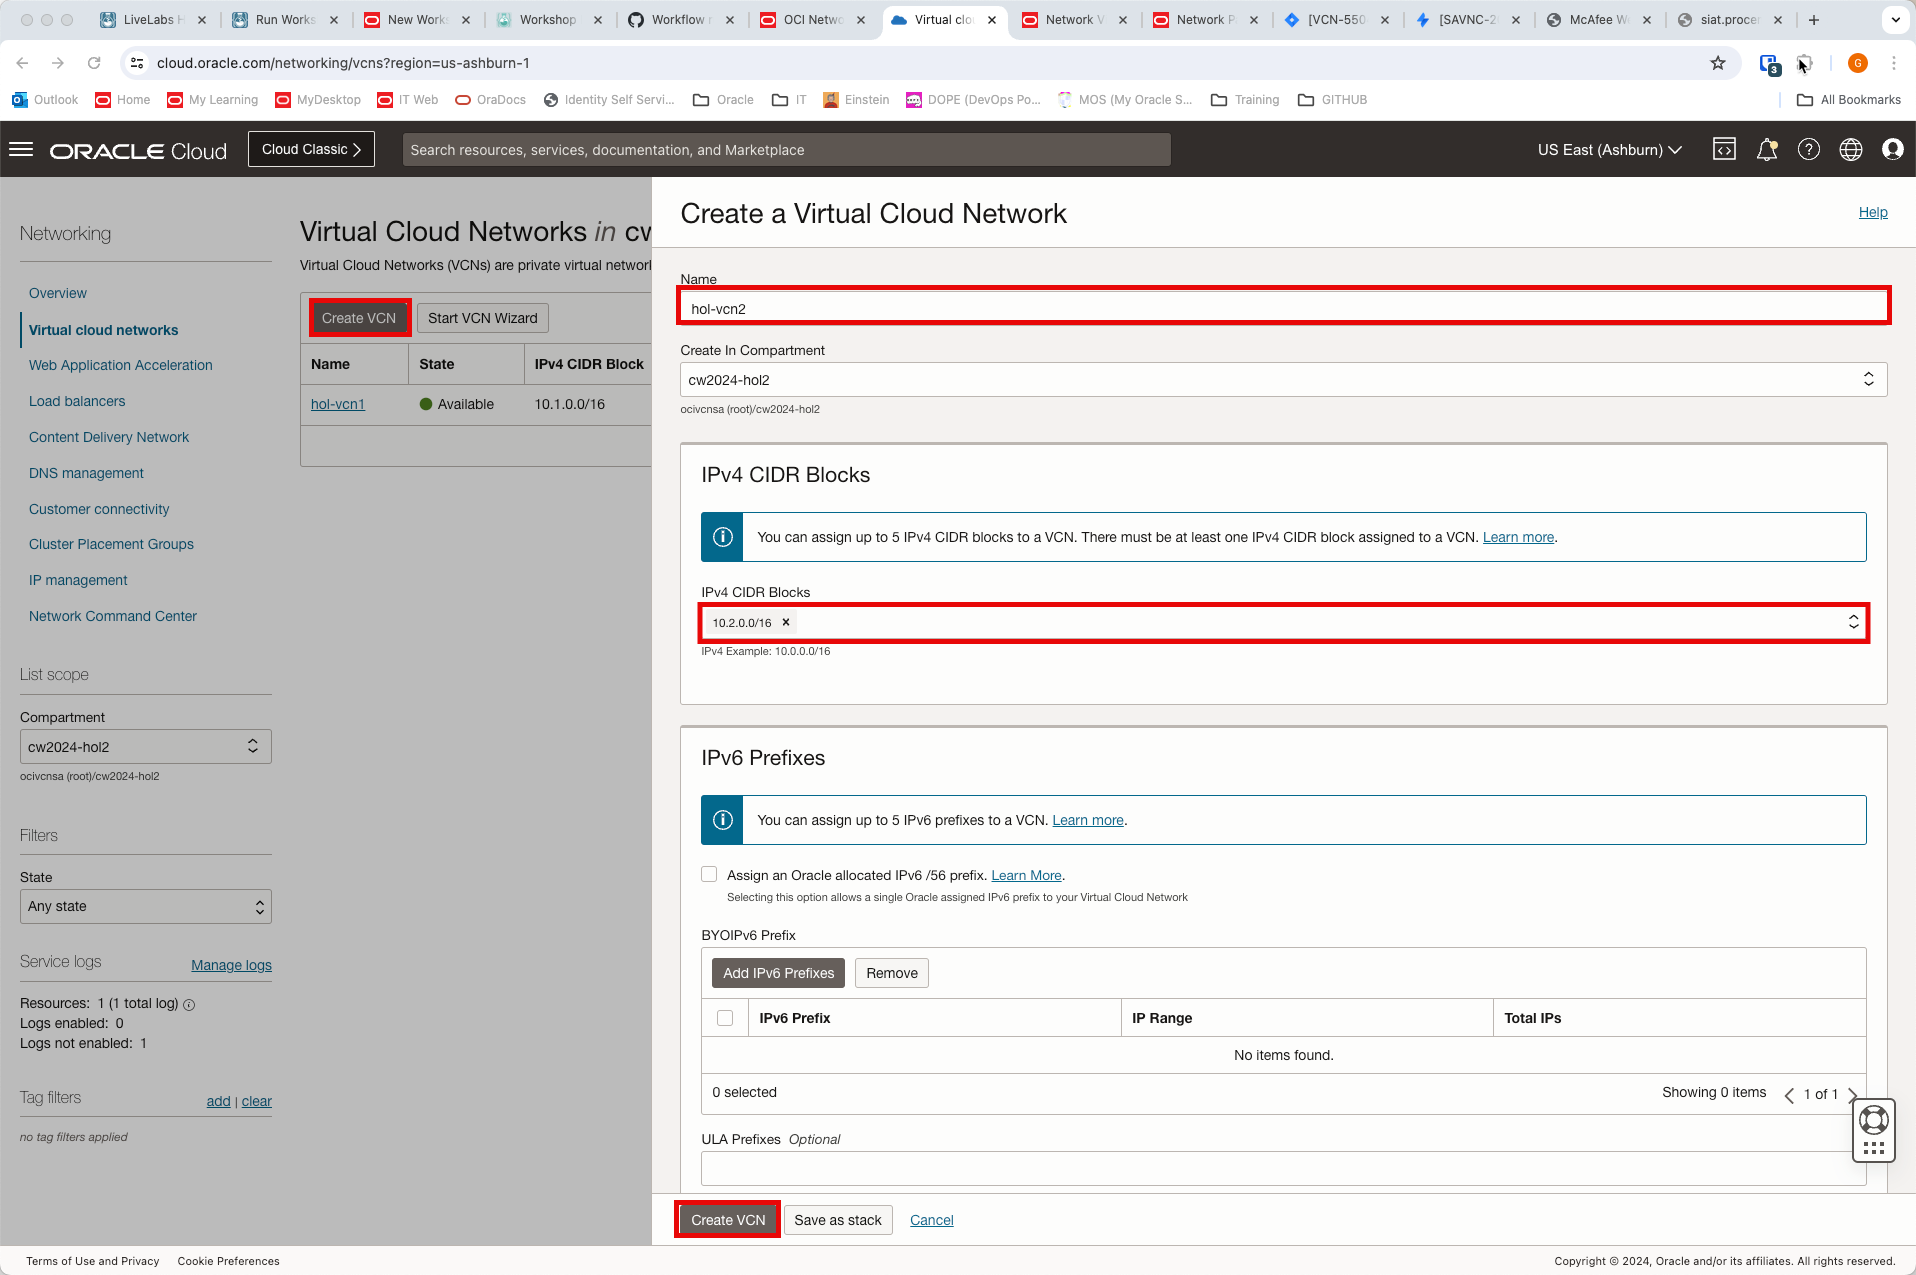 LiveLabs H
Run Works
New Works
Workshop
Workflow r
OCI Netwo
Virtual clou
Network V
Network P
[VCN-550
[SAVNC-2
McAfee W
siat.procer
cloud.oracle.com/networking/vcns?region=us-ashburn-1
3
G
Outlook
Home
My Learning
MyDesktop
IT Web
OraDocs
Identity Self Servi...
Oracle
IT
Einstein
DOPE (DevOps Po...
MOS (My Oracle S...
Training
GITHUB
All Bookmarks
ORACLE Cloud
Cloud Classic
Search resources, services, documentation, and Marketplace
US East (Ashburn)
Networking
Overview
Virtual cloud networks
Web Application Acceleration
Load balancers
Content Delivery Network
DNS management
Customer connectivity
Cluster Placement Groups
IP management
Network Command Center
List scope
Compartment
cw2024-hol2
ocivcnsa (root)/cw2024-hol2
Filters
State
Any state
Service logs
Manage logs
Resources: 1 (1 total log)
Logs enabled: 0
Logs not enabled: 1
Tag filters
add | clear
no tag filters applied
Virtual Cloud Networks in cw
Virtual Cloud Networks (VCNs) are private virtual network
Create VCN
Start VCN Wizard
Name
State
IPv4 CIDR Block
hol-vcn1
Available
10.1.0.0/16
Create a Virtual Cloud Network
Help
Name
hol-vcn2
Create In Compartment
cw2024-hol2
ocivcnsa (root)/cw2024-hol2
IPv4 CIDR Blocks
You can assign up to 5 IPv4 CIDR blocks to a VCN. There must be at least one IPv4 CIDR block assigned to a VCN. Learn more.
IPv4 CIDR Blocks
10.2.0.0/16
IPv4 Example: 10.0.0.0/16
IPv6 Prefixes
You can assign up to 5 IPv6 prefixes to a VCN. Learn more.
Assign an Oracle allocated IPv6 /56 prefix. Learn More.
Selecting this option allows a single Oracle assigned IPv6 prefix to your Virtual Cloud Network
BYOIPv6 Prefix
Add IPv6 Prefixes
Remove
IPv6 Prefix
IP Range
Total IPs
No items found.
0 selected
Showing 0 items
1 of 1
ULA Prefixes Optional
Create VCN
Save as stack
Cancel
Terms of Use and Privacy
Cookie Preferences
Copyright © 2024, Oracle and/or its affiliates. All rights reserved.